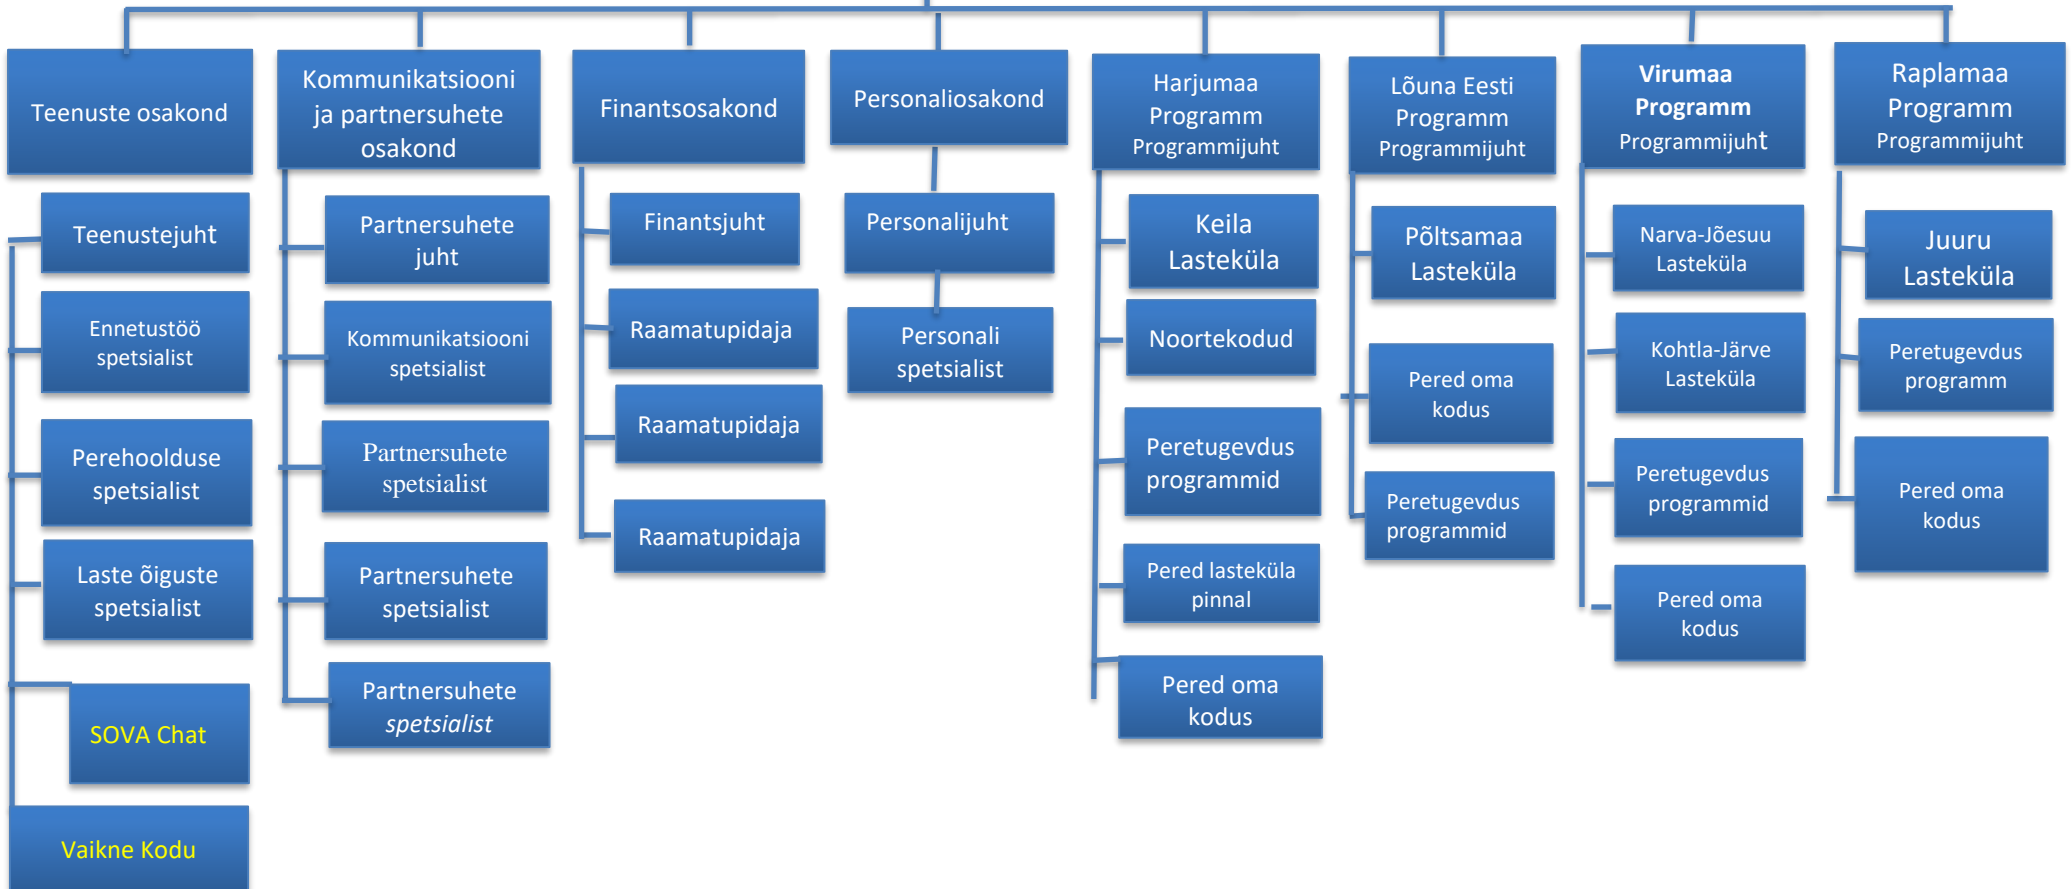 Teenuste osakond
Teenustejuht
Ennetustöö
spetsialist
Perehoolduse
spetsialist
Laste õiguste
spetsialist
SOVA Chat
Vaikne Kodu
Kommunikatsiooni
ja partnersuhete
osakond
Partnersuhete
juht
Kommunikatsiooni
spetsialist
Partnersuhete
spetsialist
Partnersuhete
spetsialist
Partnersuhete
spetsialist
Finantsosakond
Finantsjuht
Raamatupidaja
Raamatupidaja
Raamatupidaja
Personaliosakond
Personalijuht
Personali
spetsialist
Harjumaa
Programm
Programmijuht
Keila
Lasteküla
Noortekodud
Peretugevdus
programmid
Pered lasteküla
pinnal
Pered oma
kodus
Lõuna Eesti
Programm
Programmijuht
Põltsamaa
Lasteküla
Pered oma
kodus
Peretugevdus
programmid
Virumaa
Programm
Programmijuht
Narva-Jõesuu
Lasteküla
Kohtla-Järve
Lasteküla
Peretugevdus
programmid
Pered oma
kodus
Raplamaa
Programm
Programmijuht
Juuru
Lasteküla
Peretugevdus
programm
Pered oma
kodus